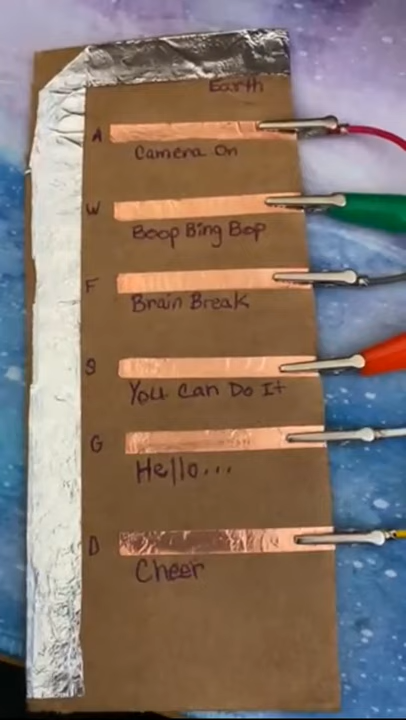 Earth
A
Camera On
W
Boop Bing Bop
F
Brain Break
S
You Can Do It
G
Hello...
D
Cheer